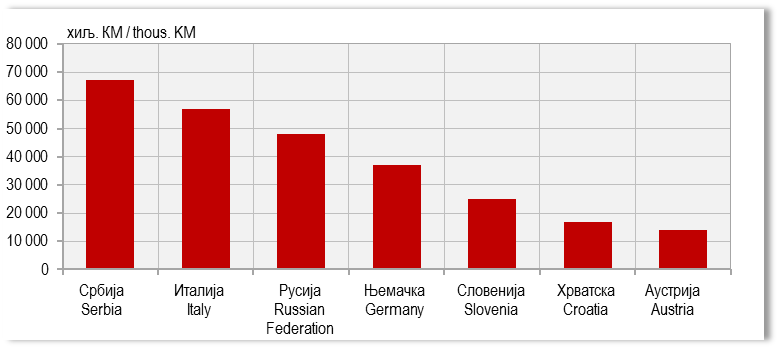 хиљ. КМ / thous. KM
80 000
70 000
60 000
50 000
40 000
30 000
20 000
10 000
0
Србија Италија Русија Њемачка Словенија Хрватска Аустрија
Serbia Italy Russian Germany Slovenia Croatia Austria
Federation